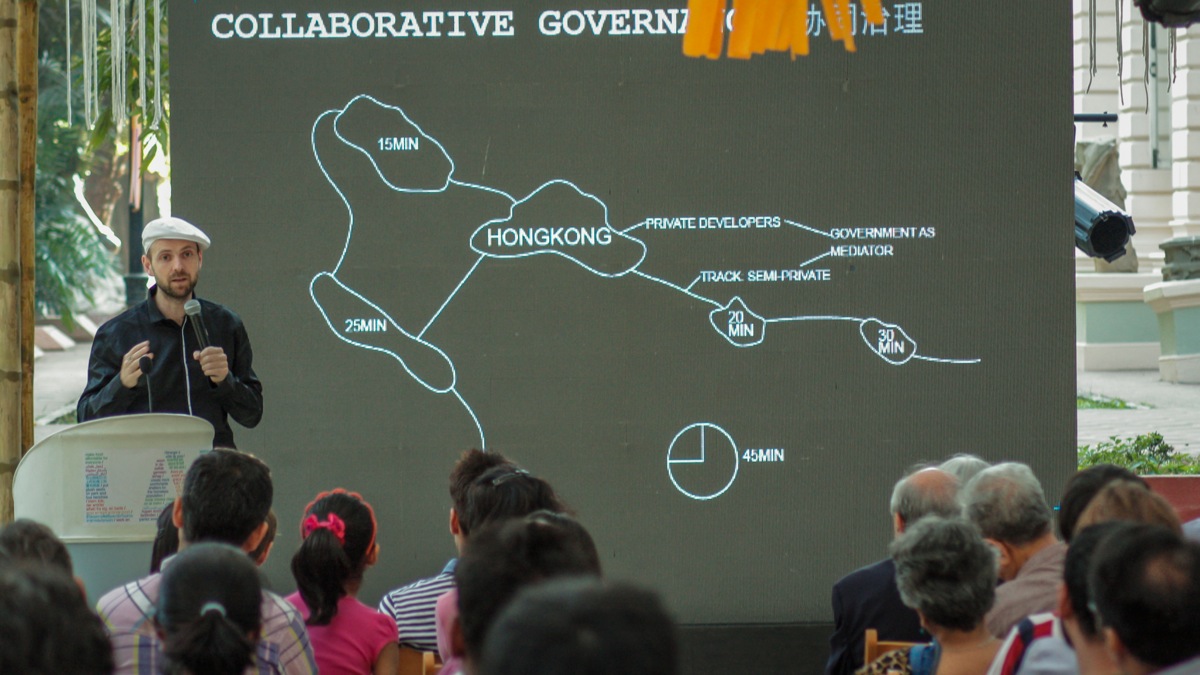 COLLABORATIVE GOVERNA 协同治理
15MIN
HONGKONG
PRIVATE DEVELOPERS
GOVERNMENT AS
MEDIATOR
TRACK. SEMI-PRIVATE
25MIN
20
MIN
30
MIN
45MIN